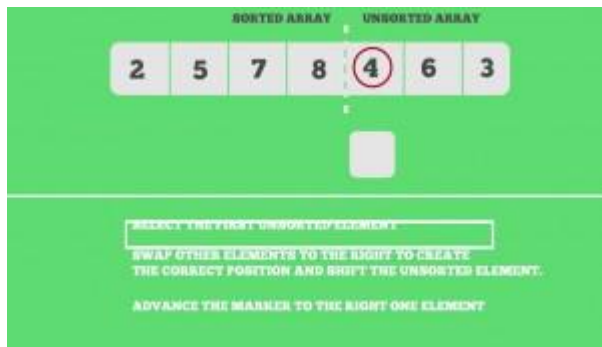 SORTED ARRAY UNSORTED ARRAY
2 5 7 8 4 6 3
SELECT THE FIRST UNSORTED ELEMENT
SWAP OTHER ELEMENTS TO THE RIGHT TO CREATE
THE CORRECT POSITION AND SHIFT THE UNSORTED ELEMENT.
ADVANCE THE MARKER TO THE RIGHT ONE ELEMENT